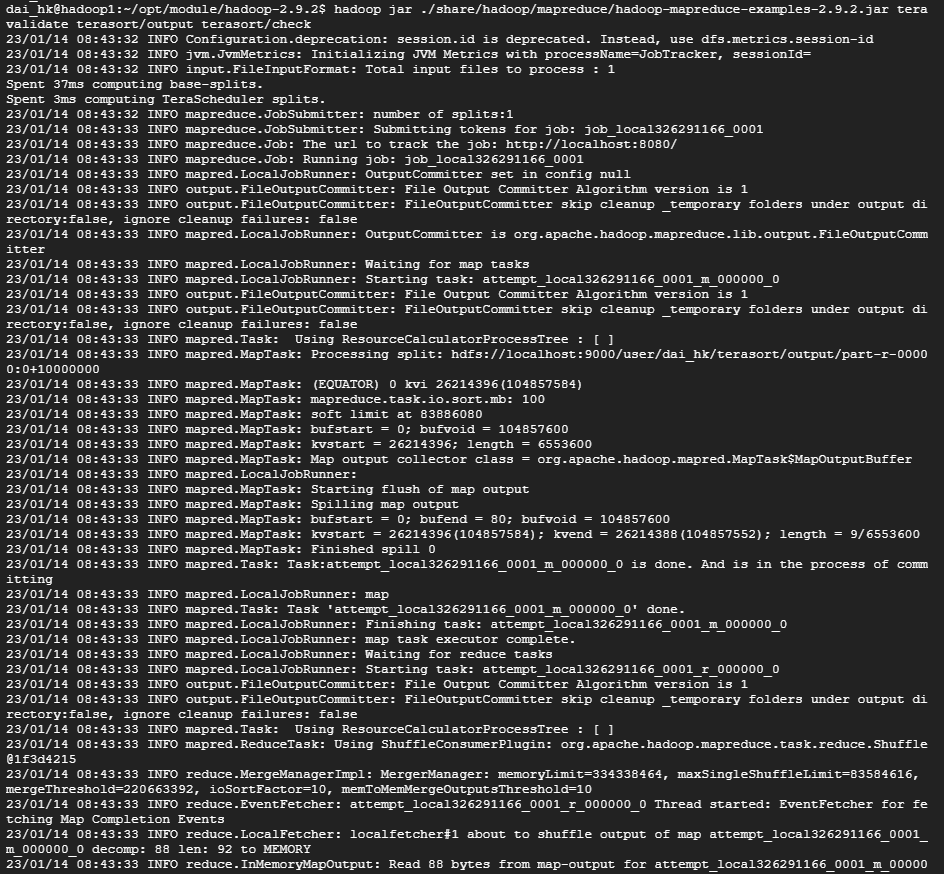 dai_hk@hadoop1:~/opt/module/hadoop-2.9.2$ hadoop jar ./share/hadoop/mapreduce/hadoop-mapreduce-examples-2.9.2.jar tera
validate terasort/output terasort/check
23/01/14 08:43:32 INFO Configuration.deprecation: session.id is deprecated. Instead, use dfs.metrics.session-id
23/01/14 08:43:32 INFO jvm.JvmMetrics: Initializing JVM Metrics with processName=JobTracker, sessionId=
23/01/14 08:43:32 INFO input.FileInputFormat: Total input files to process : 1
Spent 37ms computing base-splits.
Spent 3ms computing TeraScheduler splits.
23/01/14 08:43:32 INFO mapreduce.JobSubmitter: number of splits:1
23/01/14 08:43:33 INFO mapreduce.JobSubmitter: Submitting tokens for job: job_local326291166_0001
23/01/14 08:43:33 INFO mapreduce.Job: The url to track the job: http://localhost:8080/
23/01/14 08:43:33 INFO mapreduce.Job: Running job: job_local326291166_0001
23/01/14 08:43:33 INFO mapred.LocalJobRunner: OutputCommitter set in config null
23/01/14 08:43:33 INFO output.FileOutputCommitter: File Output Committer Algorithm version is 1
23/01/14 08:43:33 INFO output.FileOutputCommitter: FileOutputCommitter skip cleanup _temporary folders under output di
rectory:false, ignore cleanup failures: false
23/01/14 08:43:33 INFO mapred.LocalJobRunner: OutputCommitter is org.apache.hadoop.mapreduce.lib.output.FileOutputComm
itter
23/01/14 08:43:33 INFO mapred.LocalJobRunner: Waiting for map tasks
23/01/14 08:43:33 INFO mapred.LocalJobRunner: Starting task: attempt_local326291166_0001_m_000000_0
23/01/14 08:43:33 INFO output.FileOutputCommitter: File Output Committer Algorithm version is 1
23/01/14 08:43:33 INFO output.FileOutputCommitter: FileOutputCommitter skip cleanup _temporary folders under output di
rectory:false, ignore cleanup failures: false
23/01/14 08:43:33 INFO mapred.Task:  Using ResourceCalculatorProcessTree : [ ]
23/01/14 08:43:33 INFO mapred.MapTask: Processing split: hdfs://localhost:9000/user/dai_hk/terasort/output/part-r-0000
0:0+10000000
23/01/14 08:43:33 INFO mapred.MapTask: (EQUATOR) 0 kvi 26214396(104857584)
23/01/14 08:43:33 INFO mapred.MapTask: mapreduce.task.io.sort.mb: 100
23/01/14 08:43:33 INFO mapred.MapTask: soft limit at 83886080
23/01/14 08:43:33 INFO mapred.MapTask: bufstart = 0; bufvoid = 104857600
23/01/14 08:43:33 INFO mapred.MapTask: kvstart = 26214396; length = 6553600
23/01/14 08:43:33 INFO mapred.MapTask: Map output collector class = org.apache.hadoop.mapred.MapTask$MapOutputBuffer
23/01/14 08:43:33 INFO mapred.LocalJobRunner:
23/01/14 08:43:33 INFO mapred.MapTask: Starting flush of map output
23/01/14 08:43:33 INFO mapred.MapTask: Spilling map output
23/01/14 08:43:33 INFO mapred.MapTask: bufstart = 0; bufend = 80; bufvoid = 104857600
23/01/14 08:43:33 INFO mapred.MapTask: kvstart = 26214396(104857584); kvend = 26214388(104857552); length = 9/6553600
23/01/14 08:43:33 INFO mapred.MapTask: Finished spill 0
23/01/14 08:43:33 INFO mapred.Task: Task:attempt_local326291166_0001_m_000000_0 is done. And is in the process of comm
itting
23/01/14 08:43:33 INFO mapred.LocalJobRunner: map
23/01/14 08:43:33 INFO mapred.Task: Task 'attempt_local326291166_0001_m_000000_0' done.
23/01/14 08:43:33 INFO mapred.LocalJobRunner: Finishing task: attempt_local326291166_0001_m_000000_0
23/01/14 08:43:33 INFO mapred.LocalJobRunner: map task executor complete.
23/01/14 08:43:33 INFO mapred.LocalJobRunner: Waiting for reduce tasks
23/01/14 08:43:33 INFO mapred.LocalJobRunner: Starting task: attempt_local326291166_0001_r_000000_0
23/01/14 08:43:33 INFO output.FileOutputCommitter: File Output Committer Algorithm version is 1
23/01/14 08:43:33 INFO output.FileOutputCommitter: FileOutputCommitter skip cleanup _temporary folders under output di
rectory:false, ignore cleanup failures: false
23/01/14 08:43:33 INFO mapred.Task:  Using ResourceCalculatorProcessTree : [ ]
23/01/14 08:43:33 INFO mapred.ReduceTask: Using ShuffleConsumerPlugin: org.apache.hadoop.mapreduce.task.reduce.Shuffle
@1f3d4215
23/01/14 08:43:33 INFO reduce.MergeManagerImpl: MergerManager: memoryLimit=334338464, maxSingleShuffleLimit=83584616,
mergeThreshold=220663392, ioSortFactor=10, memToMemMergeOutputsThreshold=10
23/01/14 08:43:33 INFO reduce.EventFetcher: attempt_local326291166_0001_r_000000_0 Thread started: EventFetcher for fe
tching Map Completion Events
23/01/14 08:43:33 INFO reduce.LocalFetcher: localfetcher#1 about to shuffle output of map attempt_local326291166_0001_
m_000000_0 decomp: 88 len: 92 to MEMORY
23/01/14 08:43:33 INFO reduce.InMemoryMapOutput: Read 88 bytes from map-output for attempt_local326291166_0001_m_00000